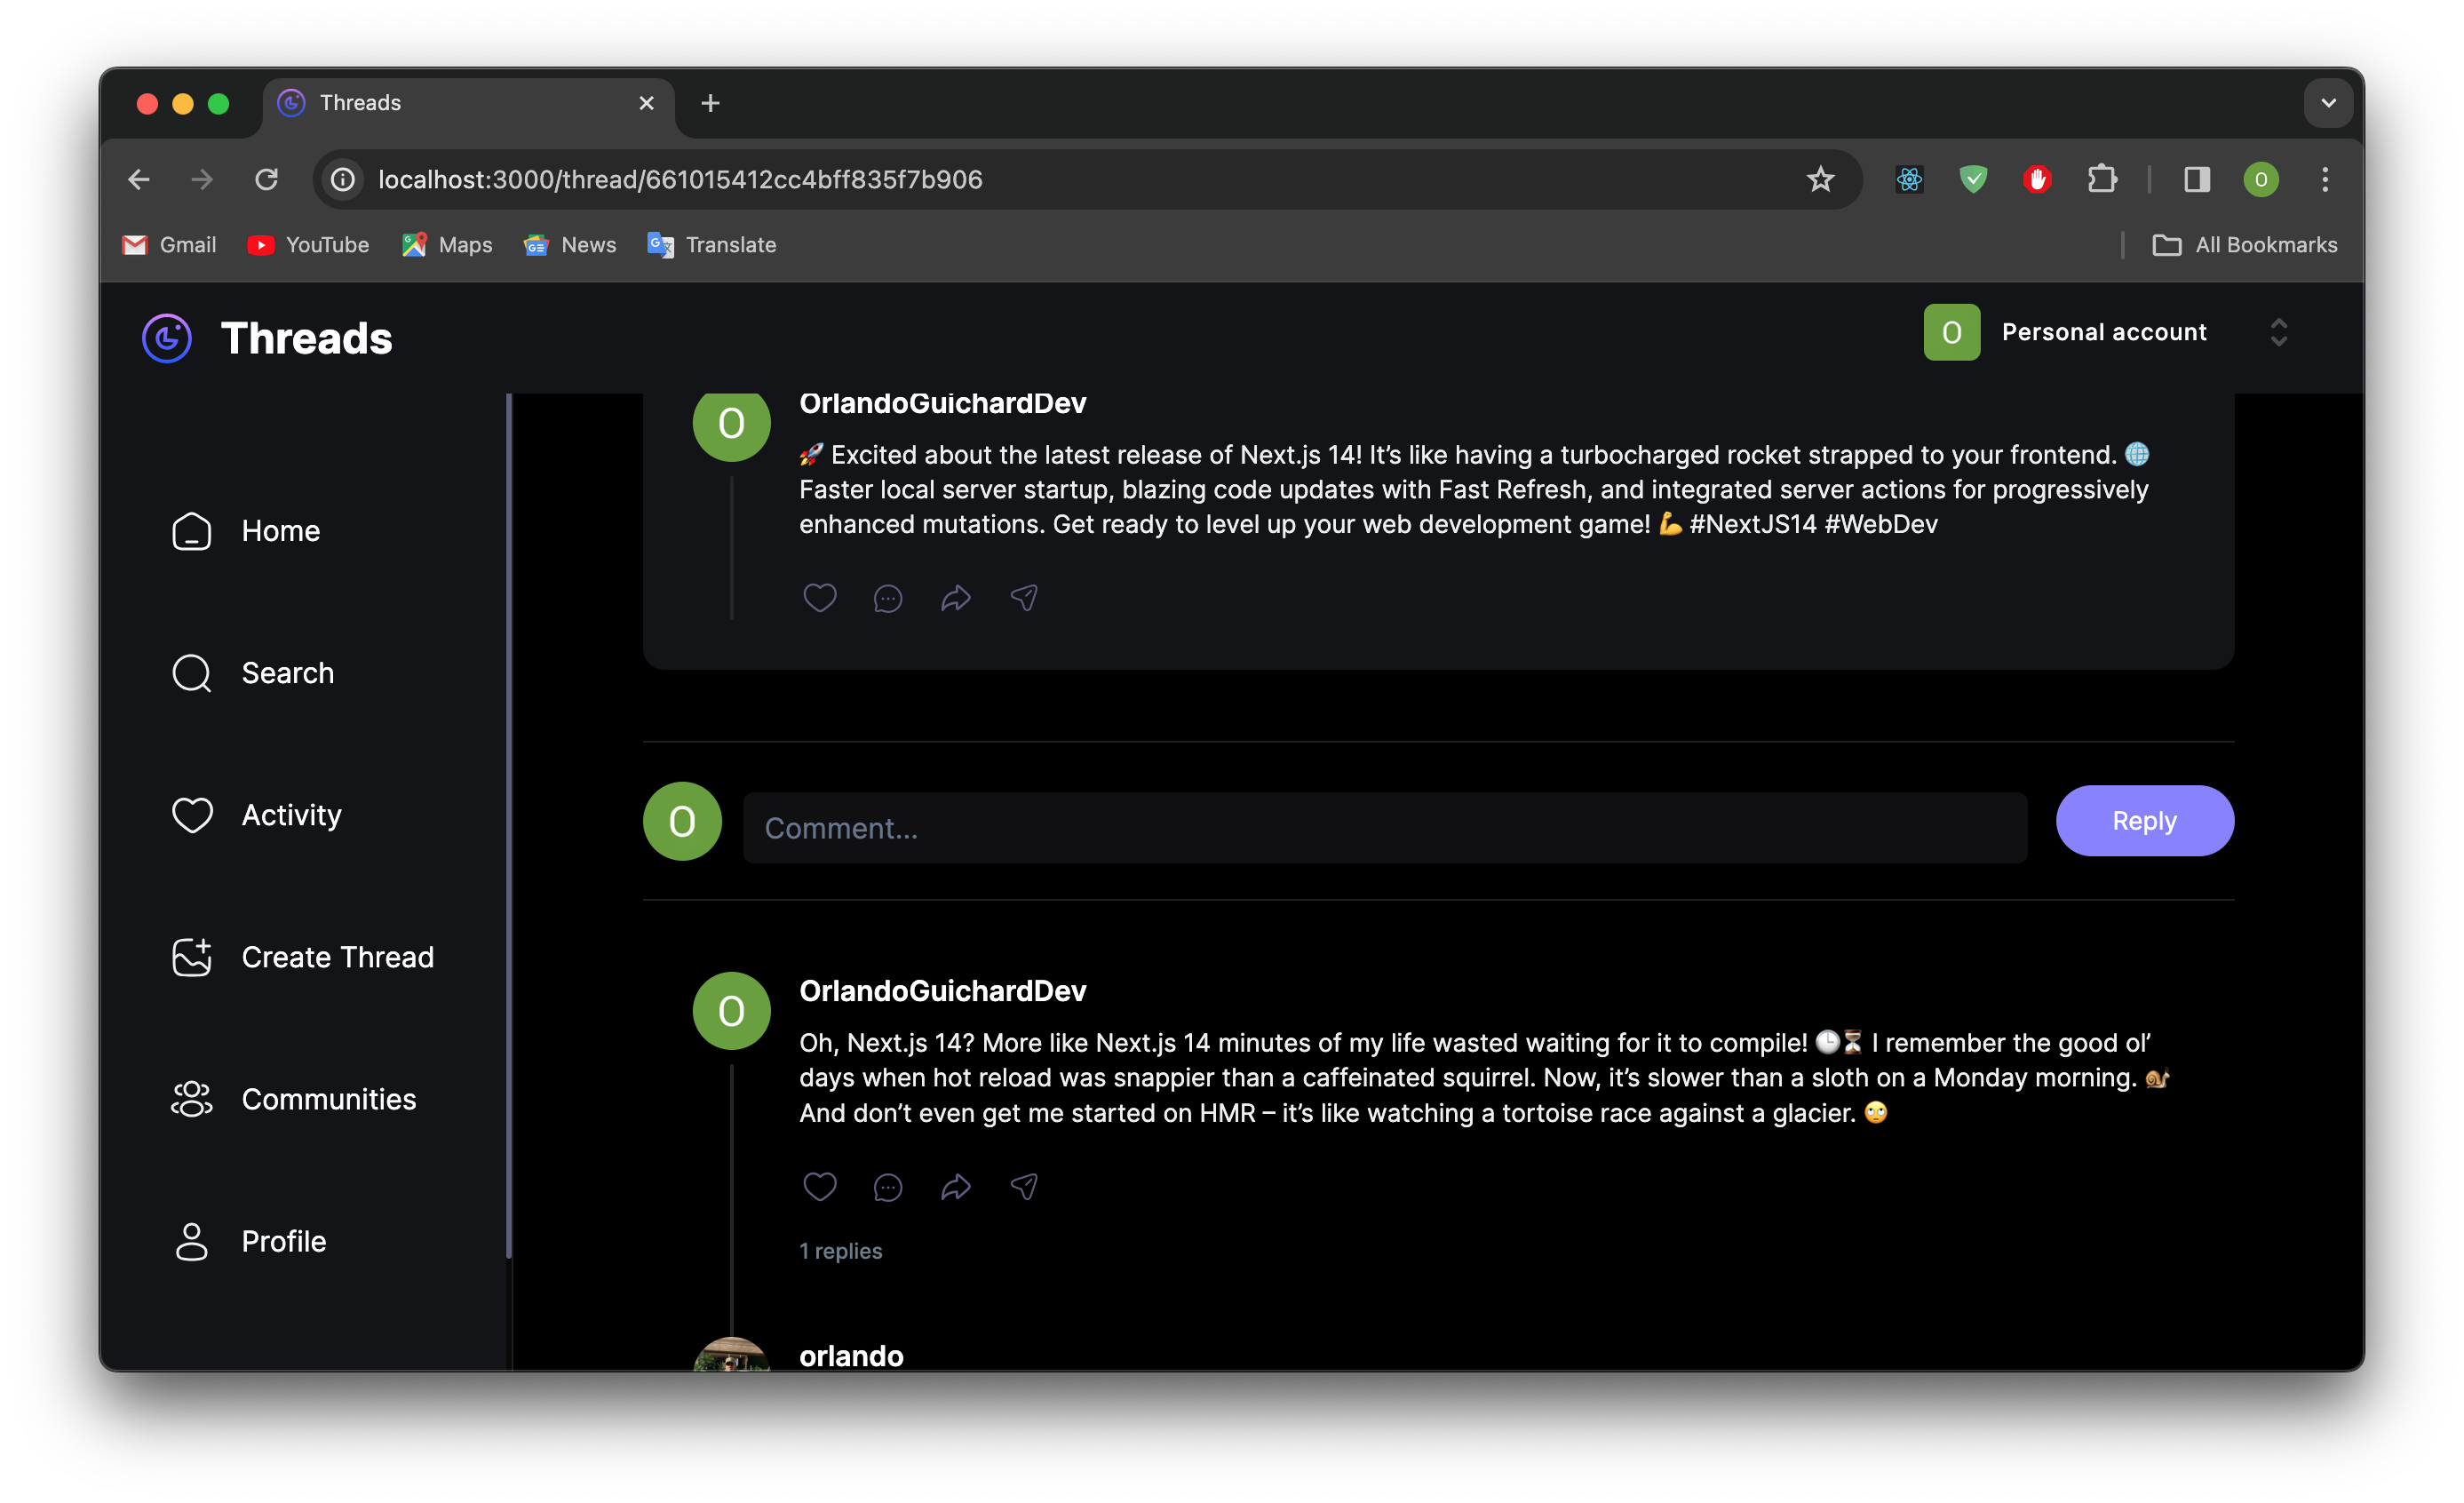 Threads
localhost:3000/thread/661015412cc4bff835f7b906
O
Gmail
YouTube
Maps
News
Translate
All Bookmarks
Threads
O
Personal account
Home
Search
Activity
Create Thread
Communities
Profile
O
OrlandoGuichardDev
🚀 Excited about the latest release of Next.js 14! It’s like having a turbocharged rocket strapped to your frontend. 🌐
Faster local server startup, blazing code updates with Fast Refresh, and integrated server actions for progressively
enhanced mutations. Get ready to level up your web development game! 💪 #NextJS14 #WebDev
O
Comment...
Reply
O
OrlandoGuichardDev
Oh, Next.js 14? More like Next.js 14 minutes of my life wasted waiting for it to compile! 🕒⏳ I remember the good ol’
days when hot reload was snappier than a caffeinated squirrel. Now, it’s slower than a sloth on a Monday morning. 🐌
And don’t even get me started on HMR – it’s like watching a tortoise race against a glacier. 🙄
1 replies
orlando